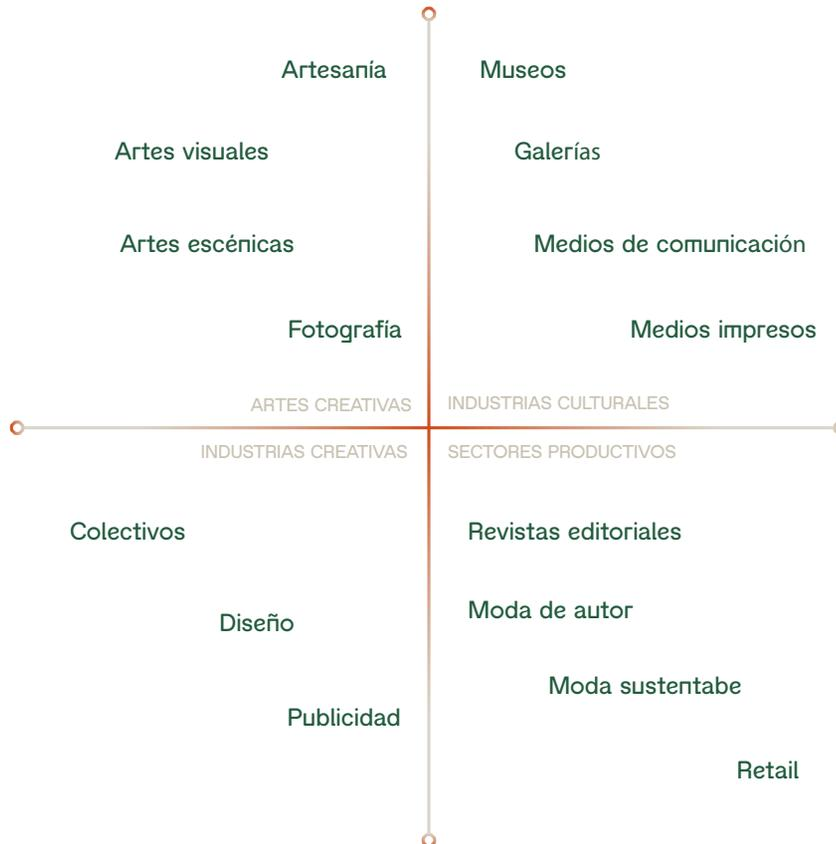 Artesanía
Museos
Artes visuales
Galerías
Artes escénicas
Medios de comunicación
Fotografía
Medios impresos
ARTES CREATIVAS
INDUSTRIAS CULTURALES
INDUSTRIAS CREATIVAS
SECTORES PRODUCTIVOS
Colectivos
Revistas editoriales
Diseño
Moda de autor
Moda sustentabe
Publicidad
Retail